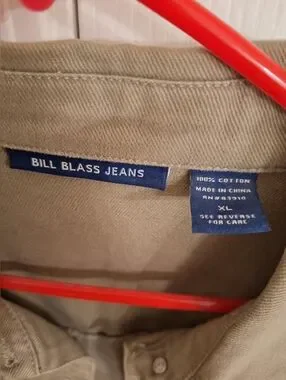 BILL BLASS JEANS
100% COTTON
MADE IN CHINA
RN#83910
XL
SEE REVERSE
FOR CARE